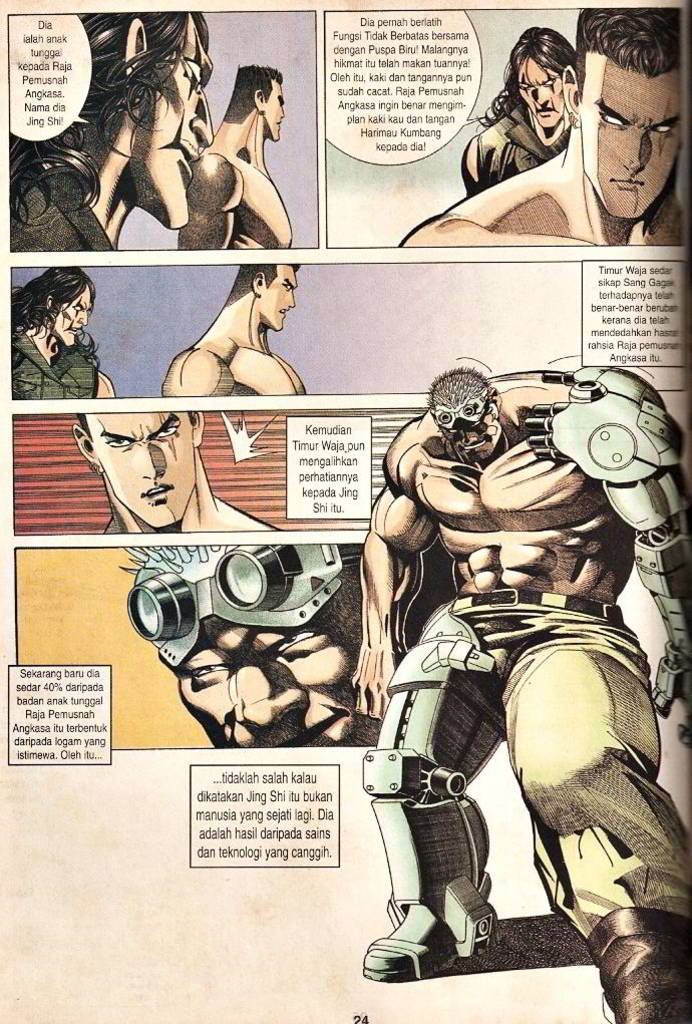 Dia
ialah anak
tunggal
kepada Raja
Pemusnah
Angkasa.
Nama dia
Jing Shi!
Dia pernah berlatih
Fungsi Tidak Berbatas bersama
dengan Puspa Biru! Malangnya
hikmat itu telah makan tuannya!
Oleh itu, kaki dan tangannya pun
sudah cacat. Raja Pemusnah
Angkasa ingin benar mengim-
plan kaki kau dan tangan
Harimau Kumbang
kepada dia!
Timur Waja sedar
sikap Sang Gagak
terhadapnya telah
benar-benar berubah
kerana dia telah
mendedahkan hasrat
rahsia Raja pemusnah
Angkasa itu.
Kemudian
Timur Waja pun
mengalihkan
perhatiannya
kepada Jing
Shi itu.
Sekarang baru dia
sedar 40% daripada
badan anak tunggal
Raja Pemusnah
Angkasa itu terbentuk
daripada logam yang
istimewa. Oleh itu...
...tidaklah salah kalau
dikatakan Jing Shi itu bukan
manusia yang sejati lagi. Dia
adalah hasil daripada sains
dan teknologi yang canggih.
24